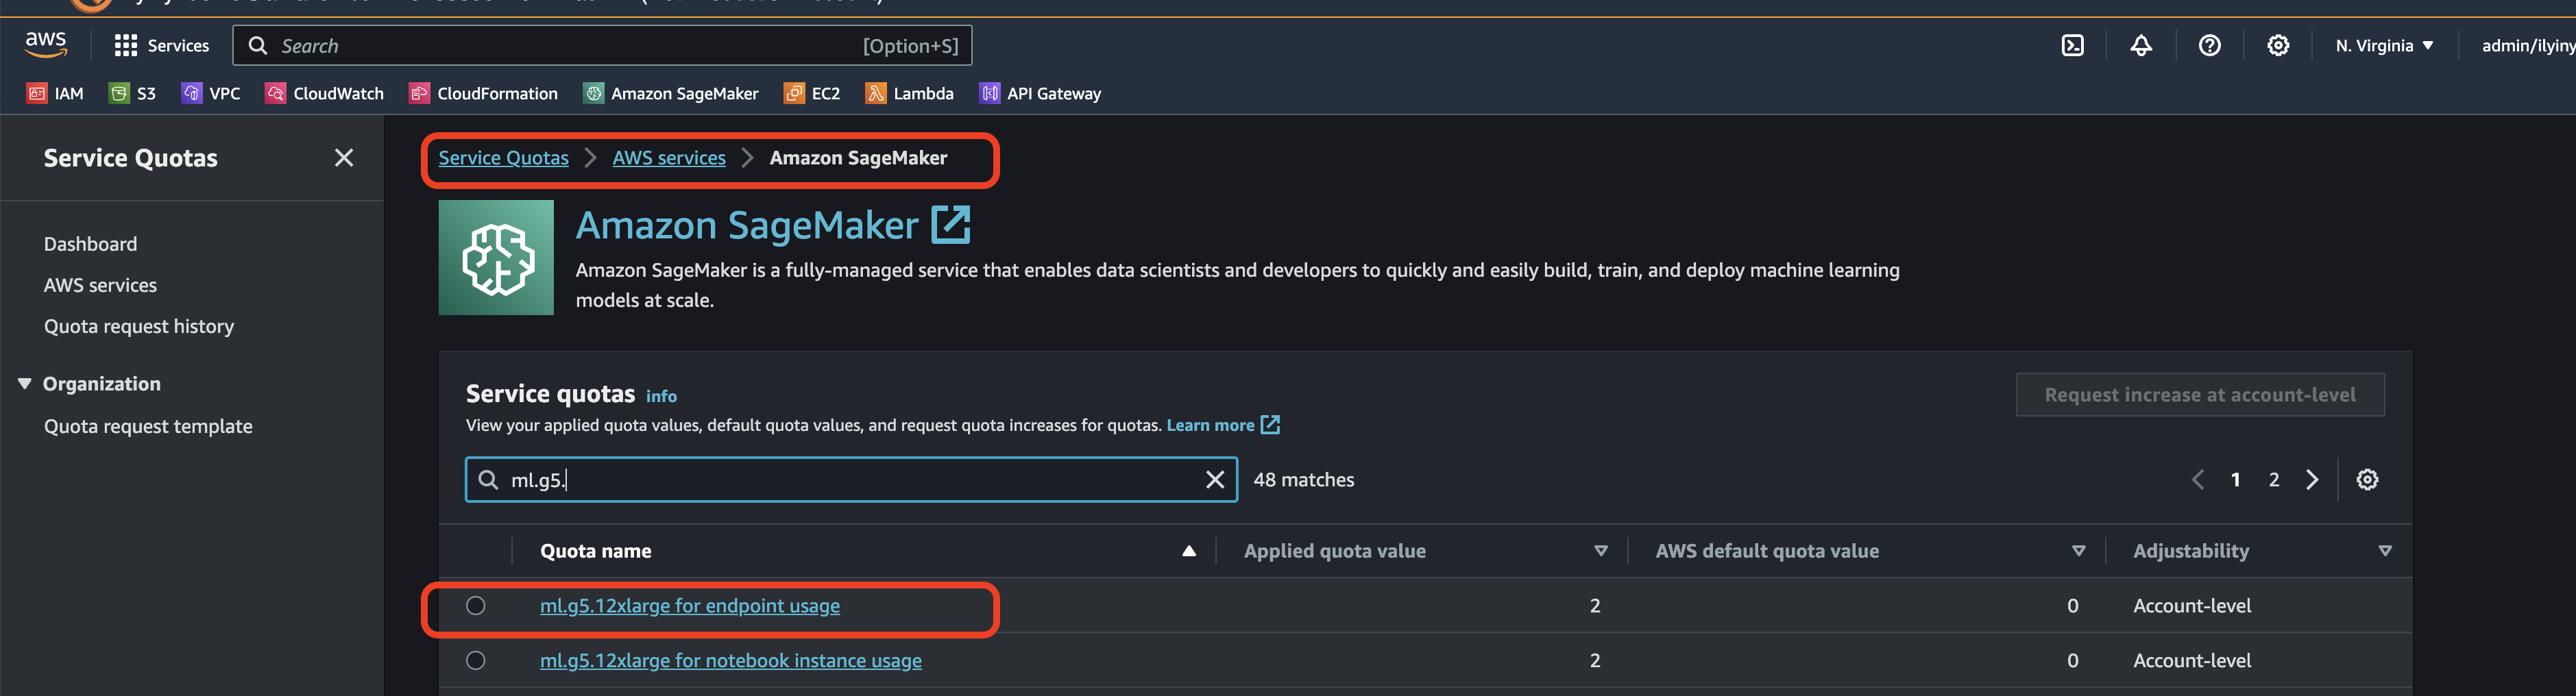 aws
Services
Search
[Option+S]
N. Virginia
admin/ilyiny
IAM
S3
VPC
CloudWatch
CloudFormation
Amazon SageMaker
EC2
Lambda
API Gateway
Service Quotas
Dashboard
AWS services
Quota request history
Organization
Quota request template
Service Quotas > AWS services > Amazon SageMaker
Amazon SageMaker
Amazon SageMaker is a fully-managed service that enables data scientists and developers to quickly and easily build, train, and deploy machine learning
models at scale.
Service quotas info
Request increase at account-level
View your applied quota values, default quota values, and request quota increases for quotas. Learn more
ml.g5.
48 matches
1 2
Quota name Applied quota value AWS default quota value Adjustability
ml.g5.12xlarge for endpoint usage 2 0 Account-level
ml.g5.12xlarge for notebook instance usage 2 0 Account-level